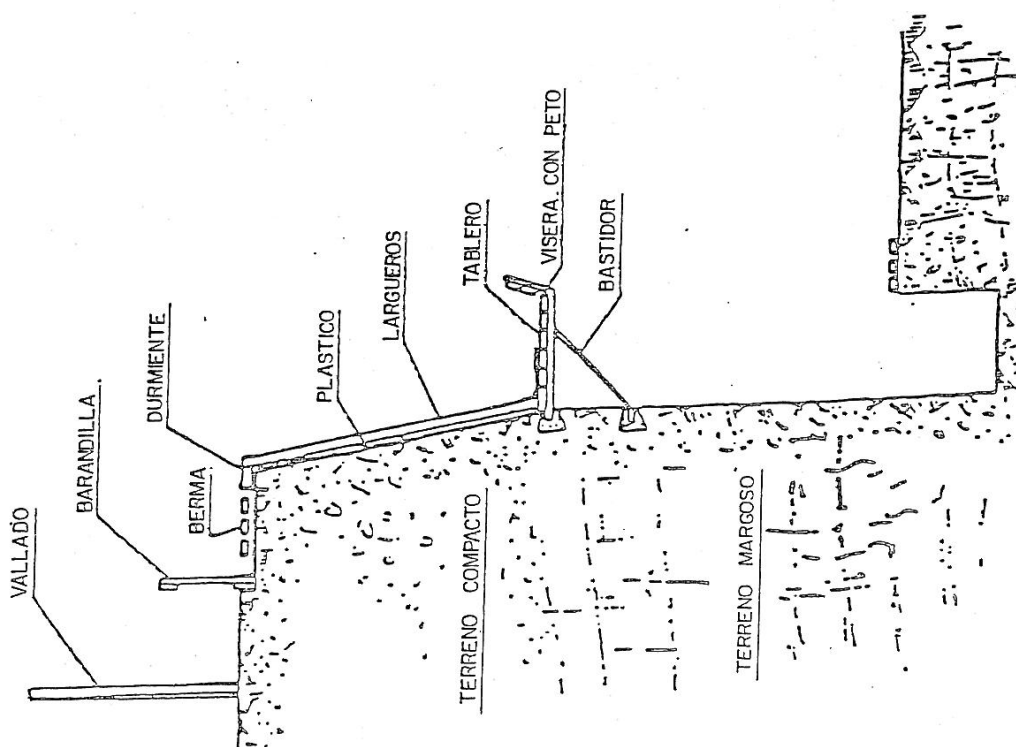 VALLADO
BARANDILLA
DURMIENTE
BERMA
PLASTICO
LARGUEROS
TABLERO
VISERA CON PETO
BASTIDOR
TERRENO COMPACTO
TERRENO MARGOSO